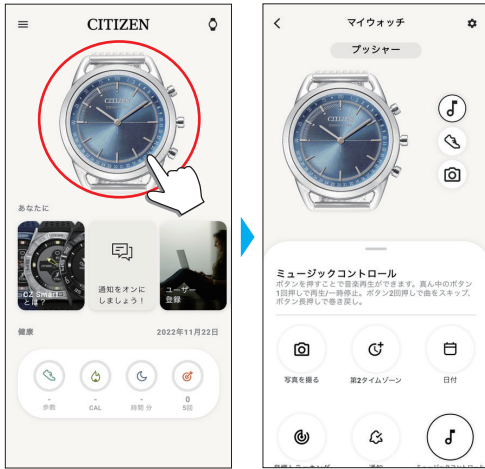 CITIZEN
CITIZEN
あなたに
CZ Smart
とは？
通知をオンに
しましょう！
ユーザー
登録
健康
2022年11月22日
-
歩数
-
CAL
-
時間 分
0
5回
マイウォッチ
プッシャー
CITIZEN
ミュージックコントロール
ボタンを押すことで音楽再生ができます。真ん中のボタン
1回押しで再生/一時停止。ボタン2回押しで曲をスキップ。
ボタン長押しで巻き戻し。
写真を撮る
第2タイムゾーン
日付